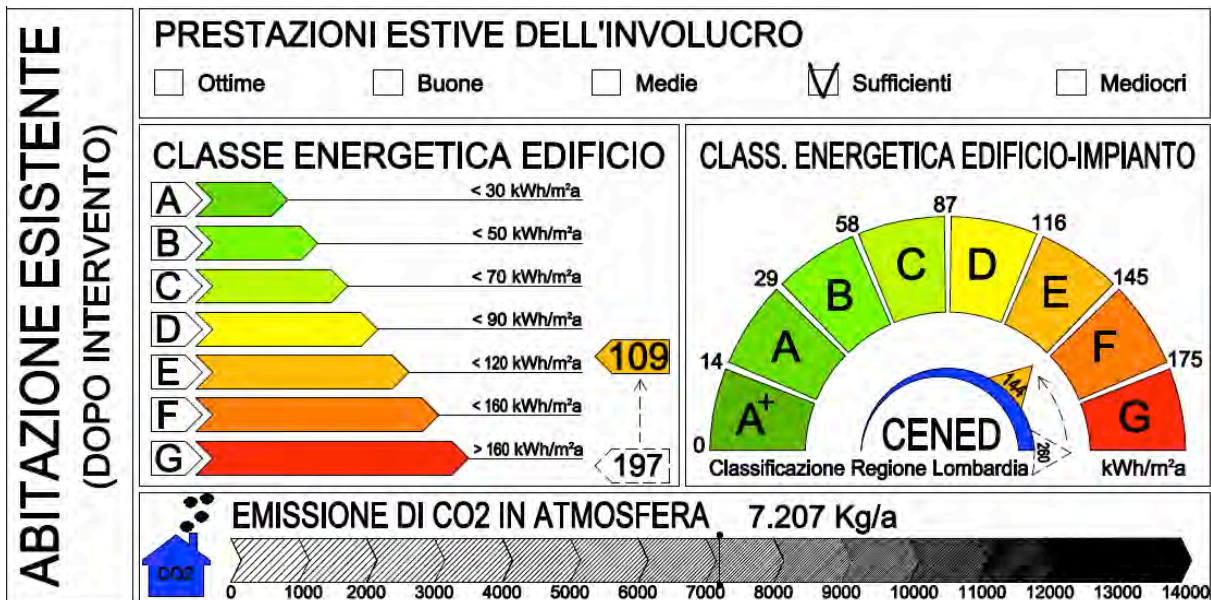 ABITAZIONE ESISTENTE
(DOPO INTERVENTO)
PRESTAZIONI ESTIVE DELL'INVOLUCRO
Ottime Buone Medie Sufficienti Mediocri
CLASSE ENERGETICA EDIFICIO
A < 30 kWh/m²a
B < 50 kWh/m²a
C < 70 kWh/m²a
D < 90 kWh/m²a
E < 120 kWh/m²a
109
F < 160 kWh/m²a
G > 160 kWh/m²a
197
CLASS. ENERGETICA EDIFICIO-IMPIANTO
0 14 29 58 87 116 145 175
A+ A B C D E F G
144
260
CENED
Classificazione Regione Lombardia kWh/m²a
EMISSIONE DI CO2 IN ATMOSFERA 7.207 Kg/a
CO2
0 1000 2000 3000 4000 5000 6000 7000 8000 9000 10000 11000 12000 13000 14000